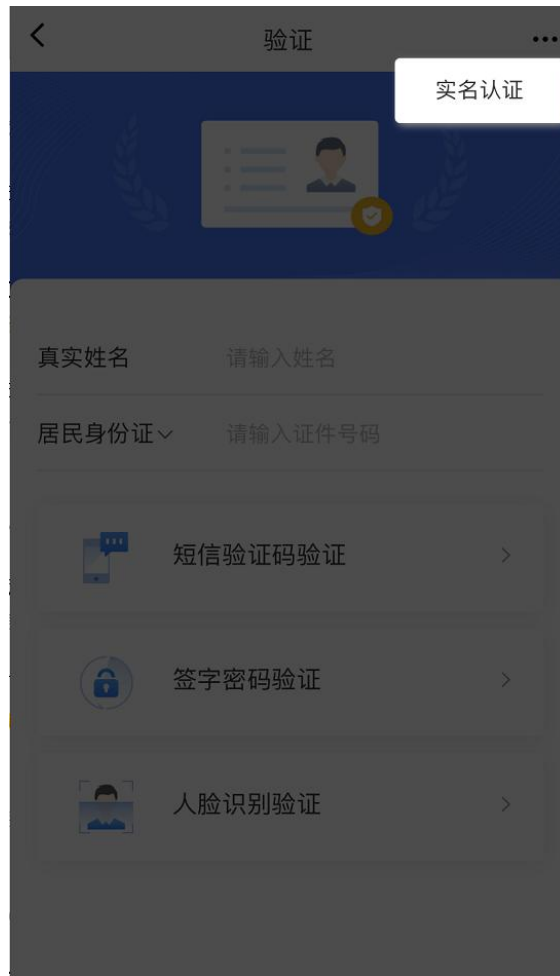 验证
实名认证
真实姓名 请输入姓名
居民身份证 请输入证件号码
短信验证码验证
签字密码验证
人脸识别验证